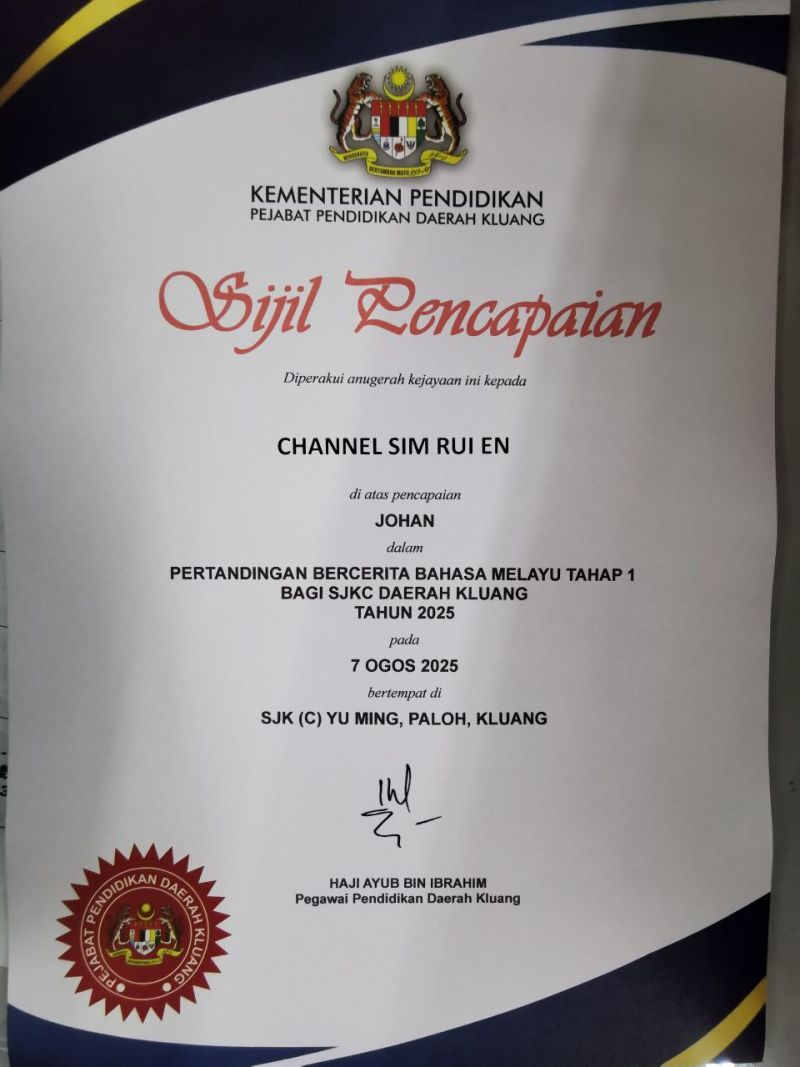 KEMENTERIAN PENDIDIKAN
PEJABAT PENDIDIKAN DAERAH KLUANG
Sijil Pencapaian
Diperakui anugerah kejayaan ini kepada
CHANNEL SIM RUI EN
di atas pencapaian
JOHAN
dalam
PERTANDINGAN BERCERITA BAHASA MELAYU TAHAP 1
BAGI SJKC DAERAH KLUANG
TAHUN 2025
pada
7 OGOS 2025
bertempat di
SJK (C) YU MING, PALOH, KLUANG
HAJI AYUB BIN IBRAHIM
Pegawai Pendidikan Daerah Kluang
PEJABAT PENDIDIKAN DAERAH KLUANG